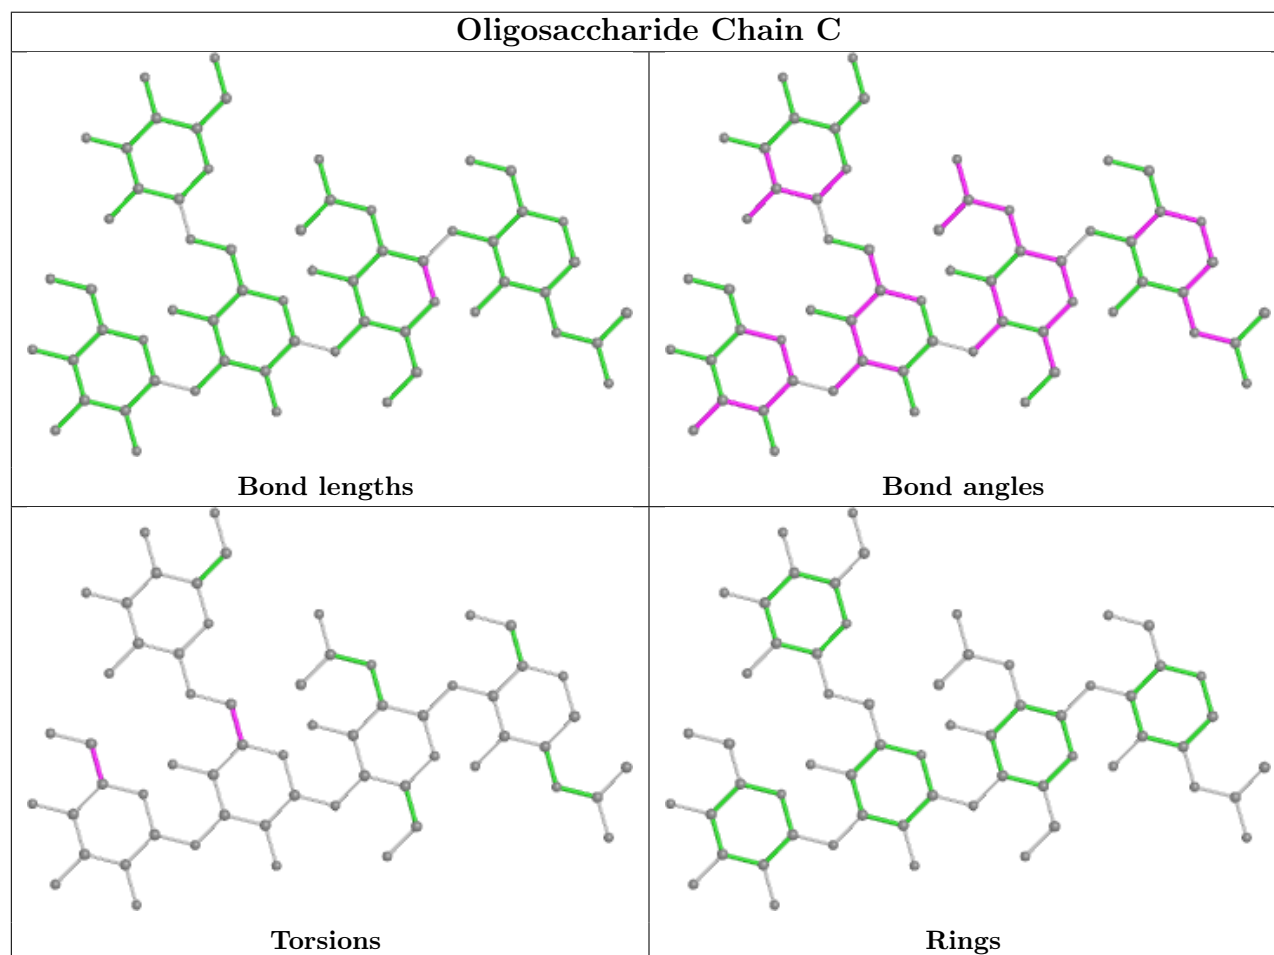 Oligosaccharide Chain C
Bond lengths
Bond angles
Torsions
Rings